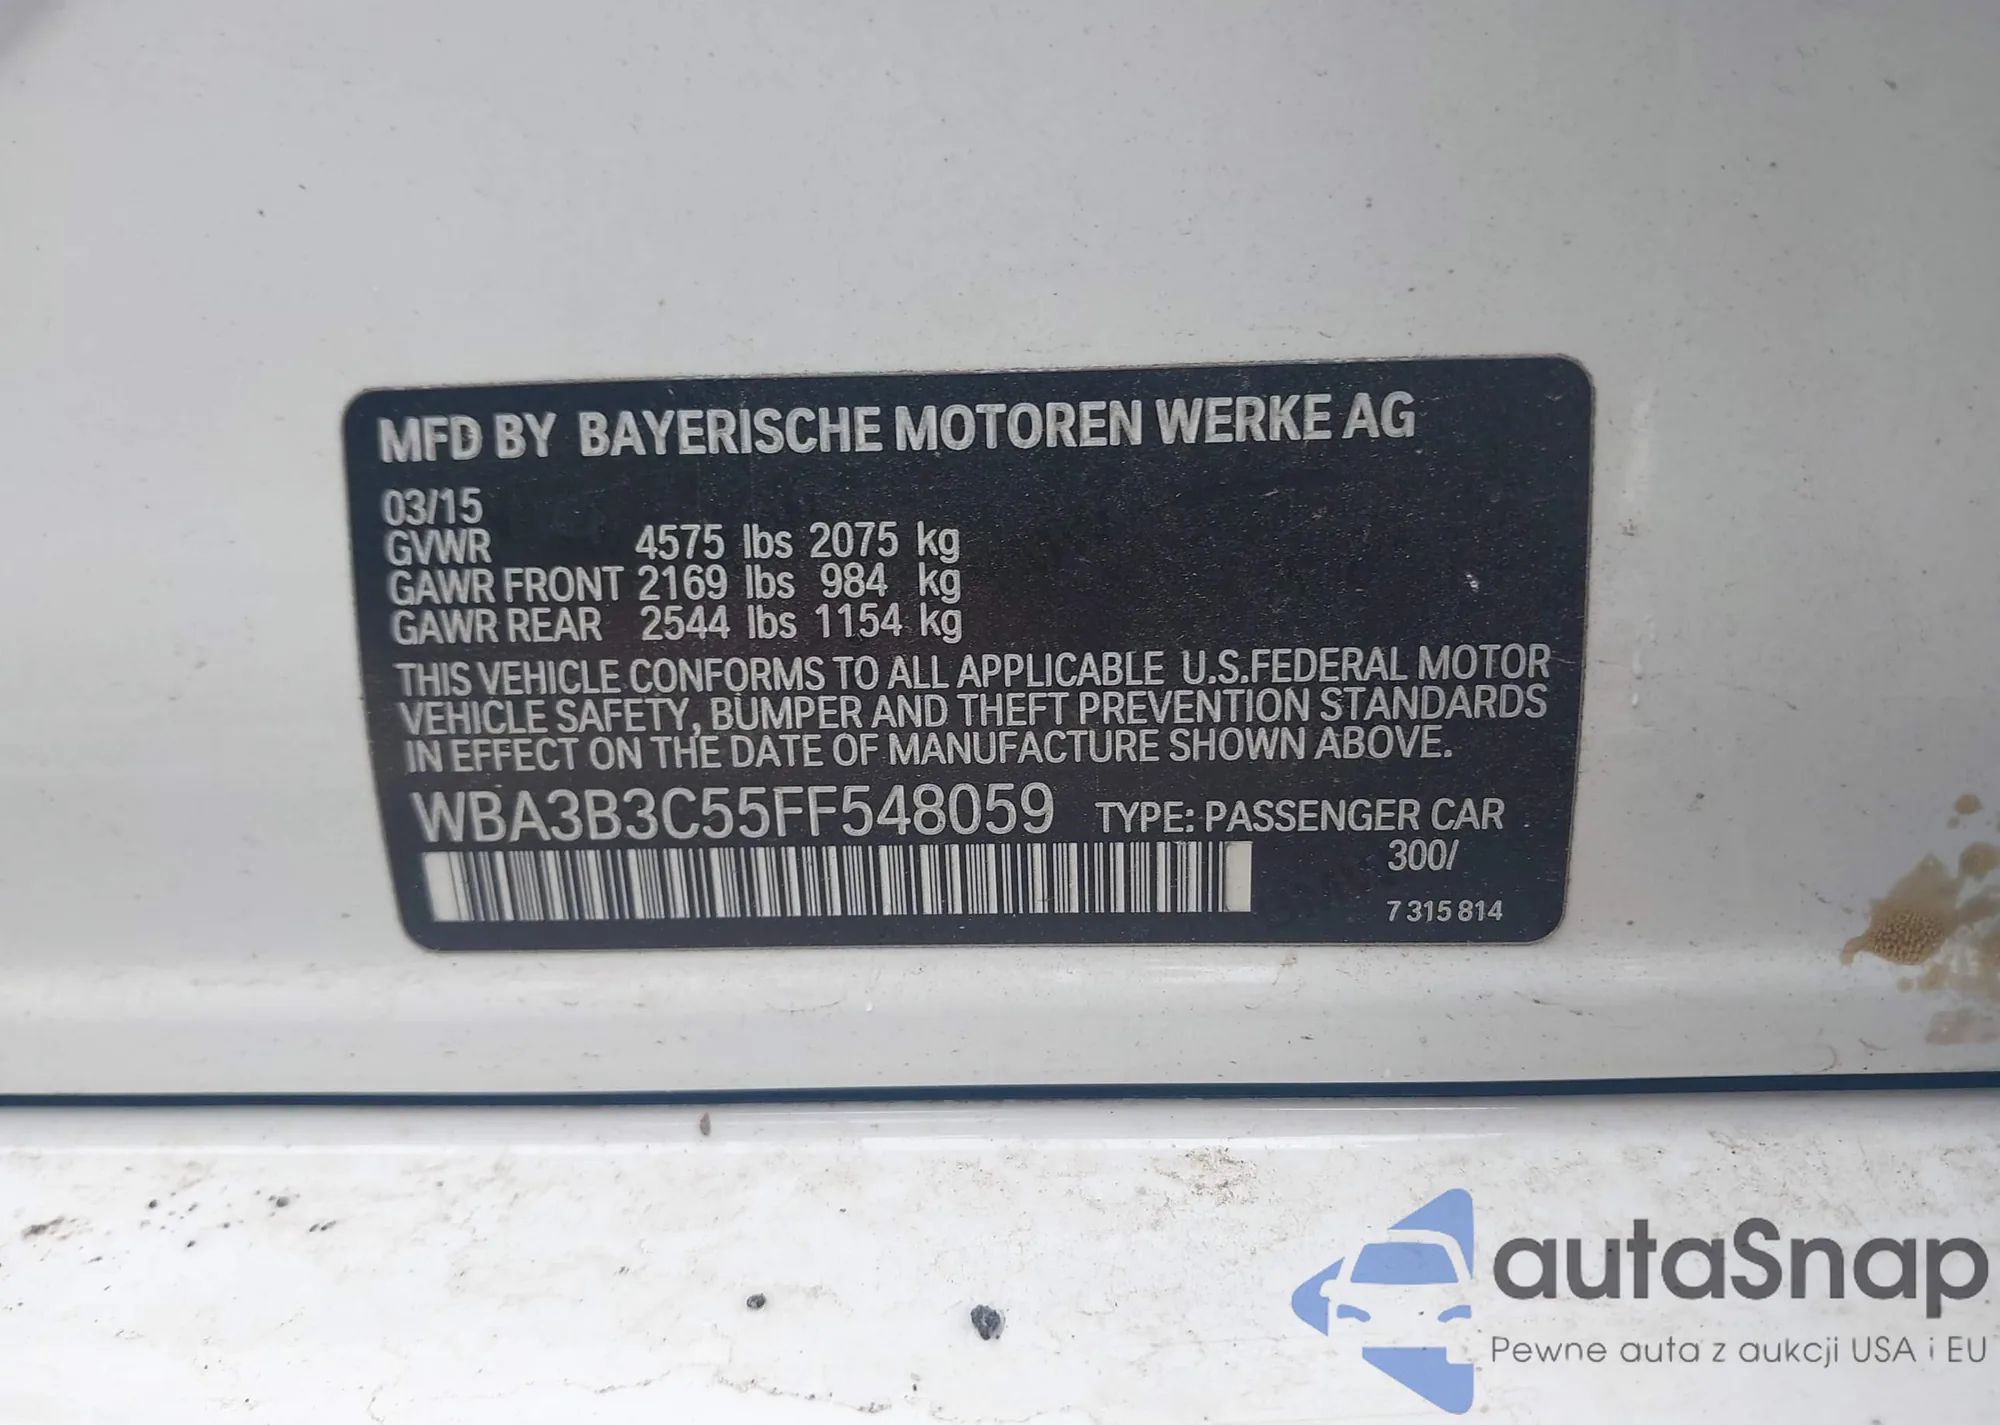 MFD BY BAYERISCHE MOTOREN WERKE AG
03/15
GVWR 4575 lbs 2075 kg
GAWR FRONT 2169 lbs 984 kg
GAWR REAR 2544 lbs 1154 kg
THIS VEHICLE CONFORMS TO ALL APPLICABLE U.S.FEDERAL MOTOR
VEHICLE SAFETY, BUMPER AND THEFT PREVENTION STANDARDS
IN EFFECT ON THE DATE OF MANUFACTURE SHOWN ABOVE.
WBA3B3C55FF548059 TYPE: PASSENGER CAR
300/
7 315 814
autaSnap
Pewne auta z aukcji USA i EU